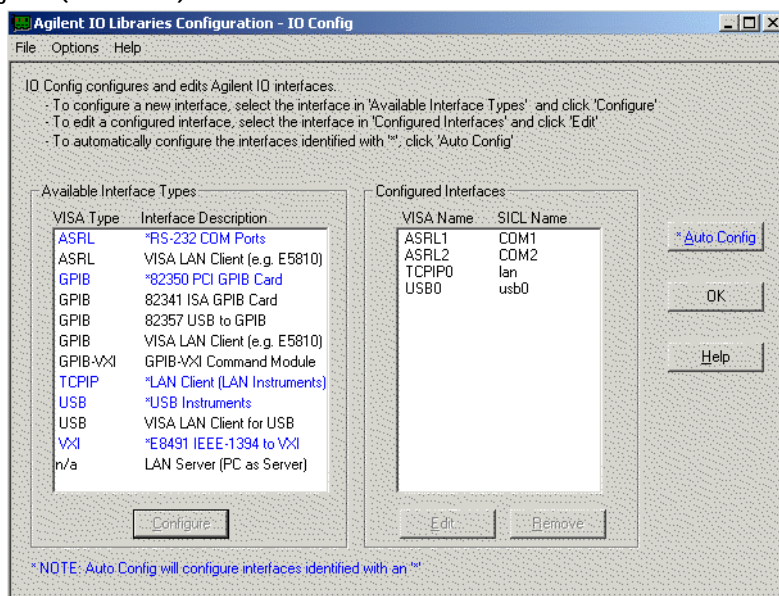 Agilent IO Libraries Configuration - IO Config
File Options Help
IO Config configures and edits Agilent IO interfaces.
- To configure a new interface, select the interface in 'Available Interface Types' and click 'Configure'
- To edit a configured interface, select the interface in 'Configured Interfaces' and click 'Edit'
- To automatically configure the interfaces identified with '*', click 'Auto Config'
Available Interface Types
VISA Type Interface Description
ASRL *RS-232 COM Ports
ASRL VISA LAN Client (e.g. E5810)
GPIB *82350 PCI GPIB Card
GPIB 82341 ISA GPIB Card
GPIB 82357 USB to GPIB
GPIB VISA LAN Client (e.g. E5810)
GPIB-VXI GPIB-VXI Command Module
TCPIP *LAN Client (LAN Instruments)
USB *USB Instruments
USB VISA LAN Client for USB
VXI *E8491 IEEE-1394 to VXI
n/a LAN Server (PC as Server)
Configure
Configured Interfaces
VISA Name SICL Name
ASRL1 COM1
ASRL2 COM2
TCPIP0 lan
USB0 usb0
Edit Remove
* Auto Config
OK
Help
* NOTE: Auto Config will configure interfaces identified with an '*'